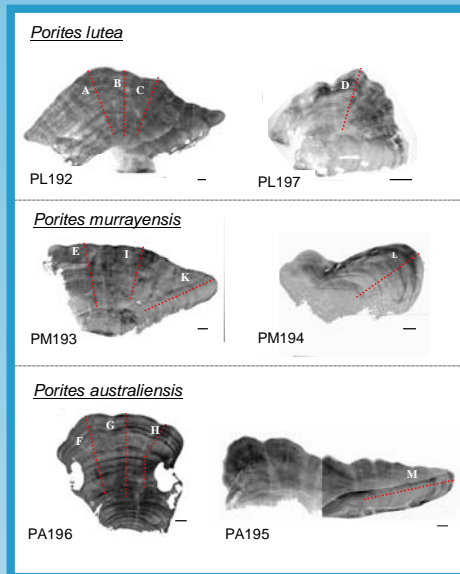 Porites lutea
A B C D
PL192 PL197
Porites murrayensis
E I K L
PM193 PM194
Porites australiensis
F G H M
PA196 PA195